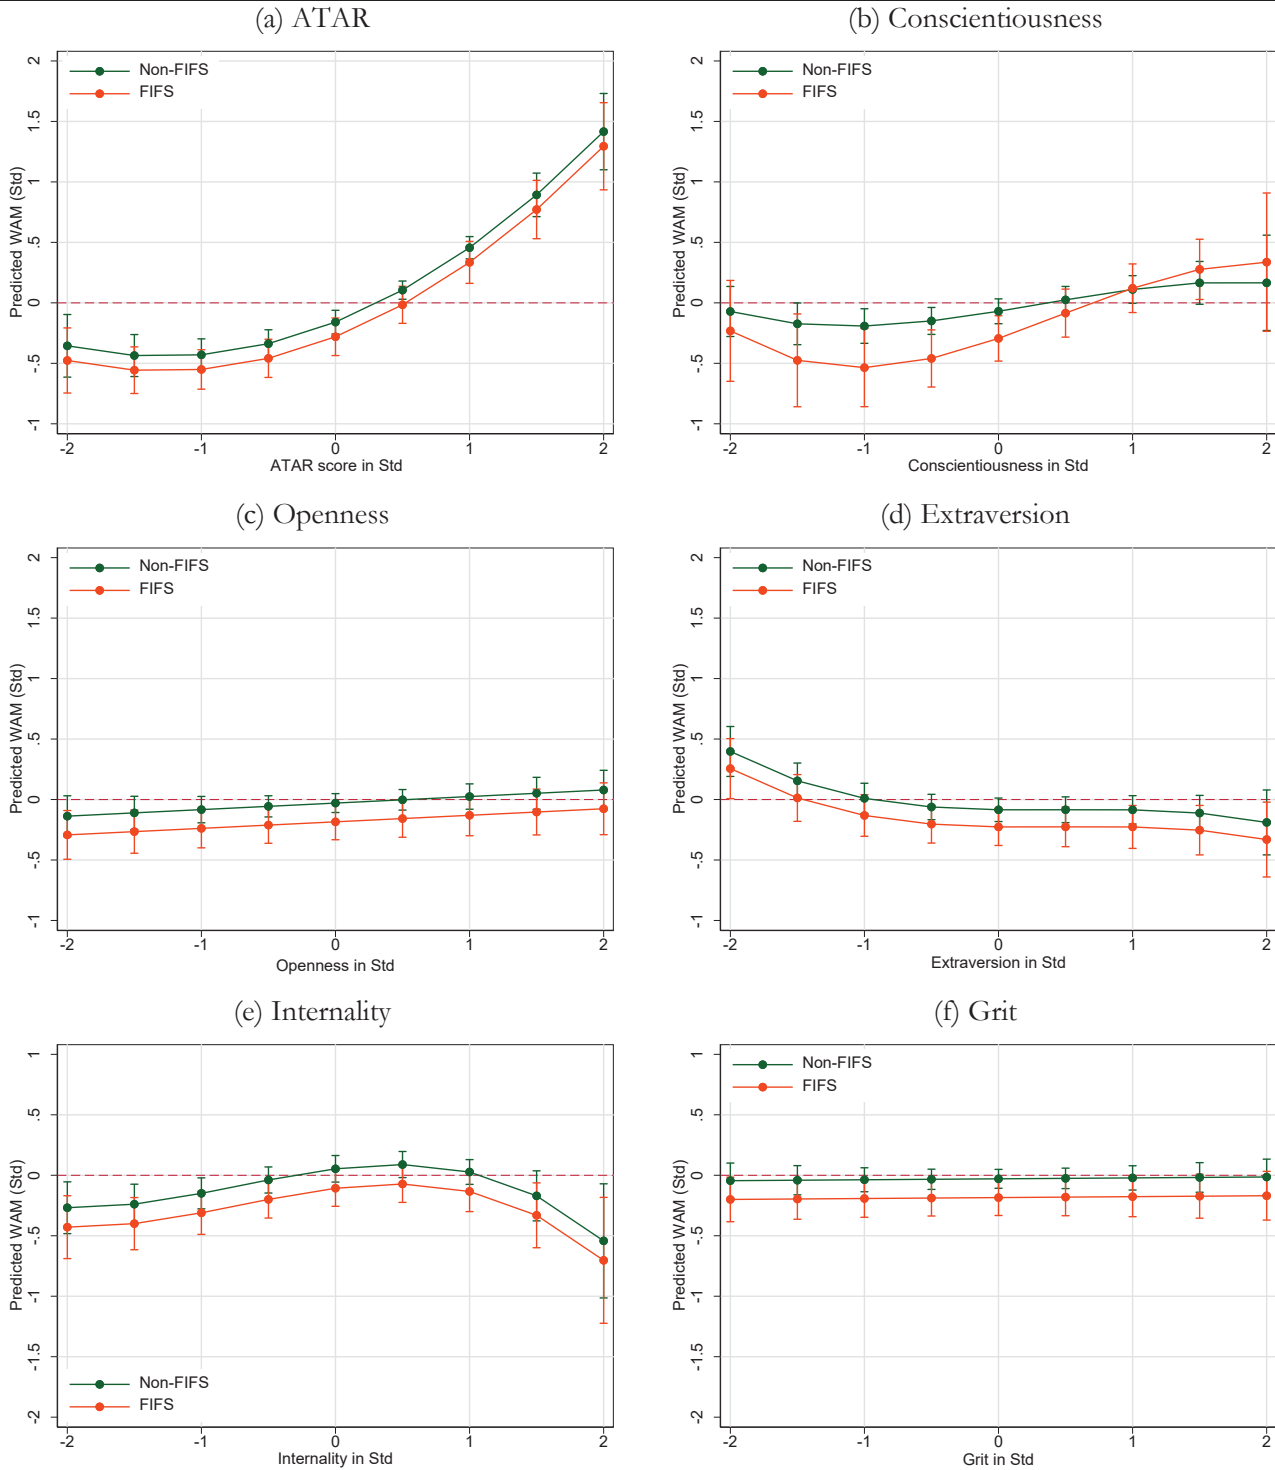 (a) ATAR
Non-FIFS
FIFS
Predicted WAM (Std)
2
1.5
1
.5
0
-.5
-1
-2 -1 0 1 2
ATAR score in Std
(b) Conscientiousness
Non-FIFS
FIFS
Predicted WAM (Std)
2
1.5
1
.5
0
-.5
-1
-2 -1 0 1 2
Conscientiousness in Std
(c) Openness
Non-FIFS
FIFS
Predicted WAM (Std)
2
1.5
1
.5
0
-.5
-1
-2 -1 0 1 2
Openness in Std
(d) Extraversion
Non-FIFS
FIFS
Predicted WAM (Std)
2
1.5
1
.5
0
-.5
-1
-2 -1 0 1 2
Extraversion in Std
(e) Internality
Predicted WAM (Std)
1
.5
0
-.5
-1
-1.5
-2
Non-FIFS
FIFS
-2 -1 0 1 2
Internality in Std
(f) Grit
Non-FIFS
FIFS
Predicted WAM (Std)
1
.5
0
-.5
-1
-1.5
-2
-2 -1 0 1 2
Grit in Std